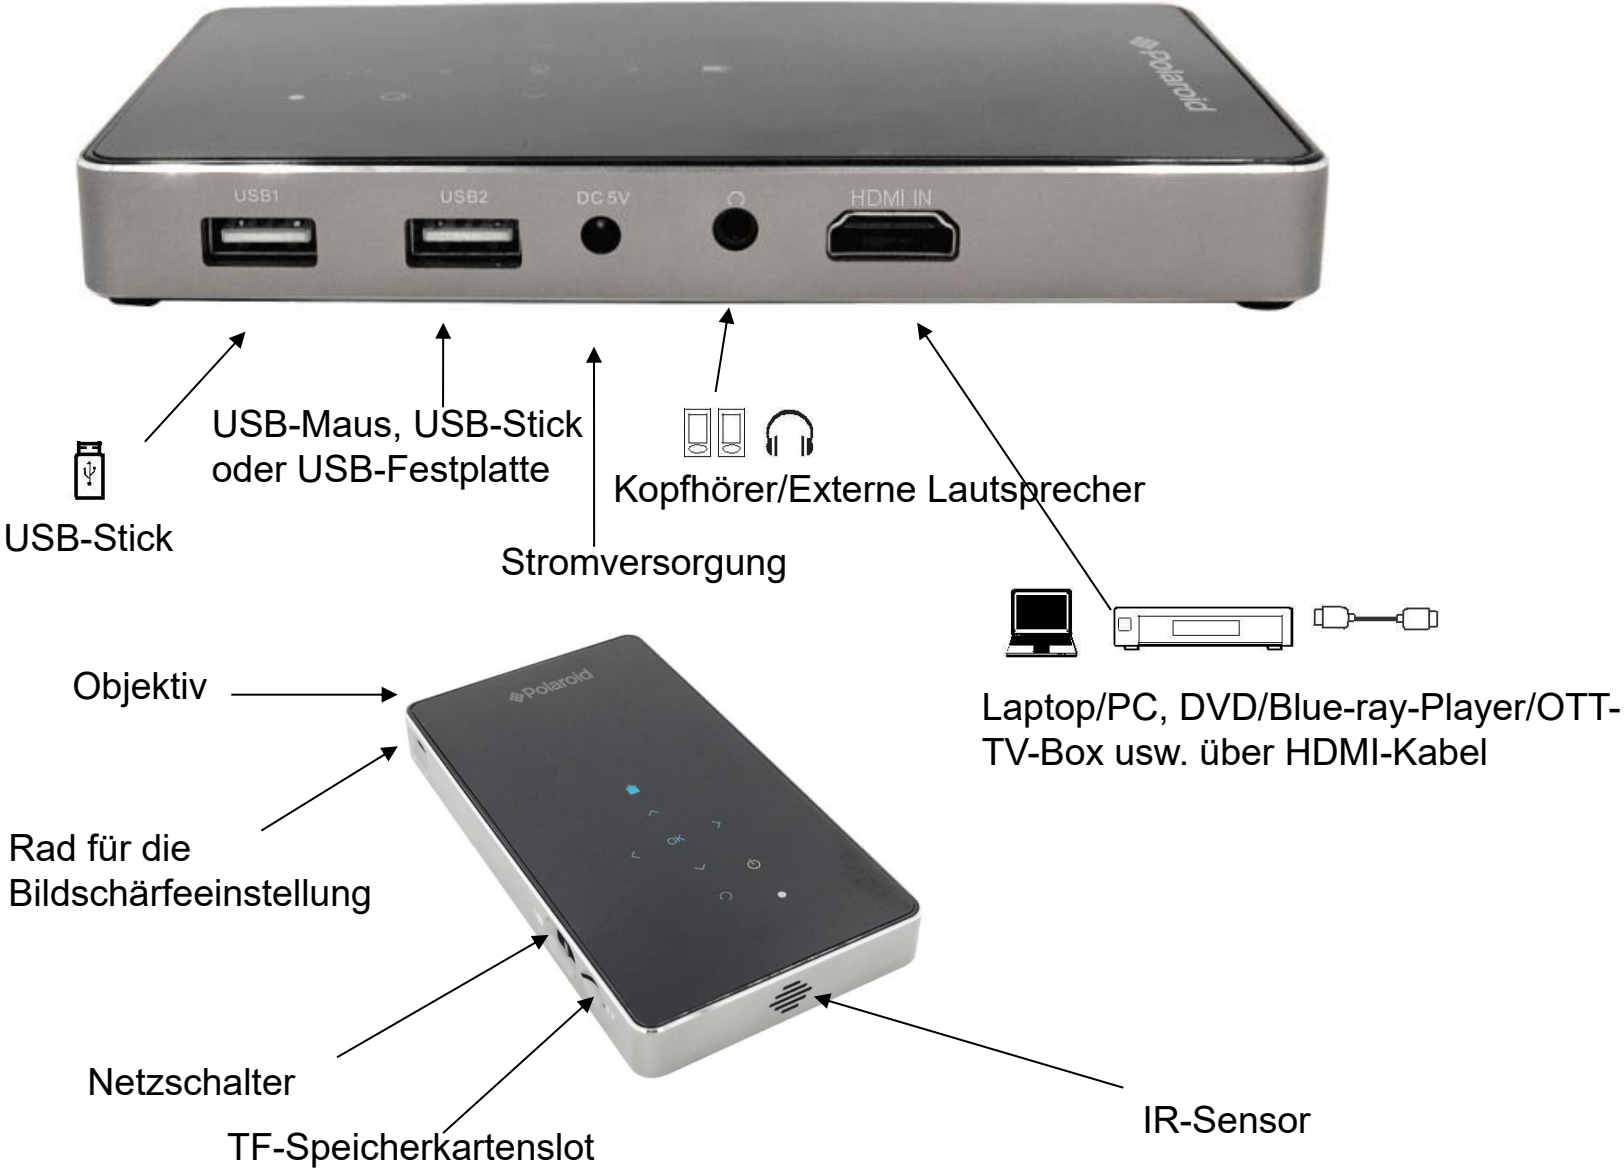 Polaroid
USB1
USB2
DC 5V
HDMI IN
USB-Maus, USB-Stick
oder USB-Festplatte
Kopfhörer/Externe Lautsprecher
USB-Stick
Stromversorgung
Objektiv
Polaroid
Laptop/PC, DVD/Blue-ray-Player/OTT-
TV-Box usw. über HDMI-Kabel
OK
Rad für die
Bildschärfeeinstellung
Netzschalter
IR-Sensor
TF-Speicherkartenslot